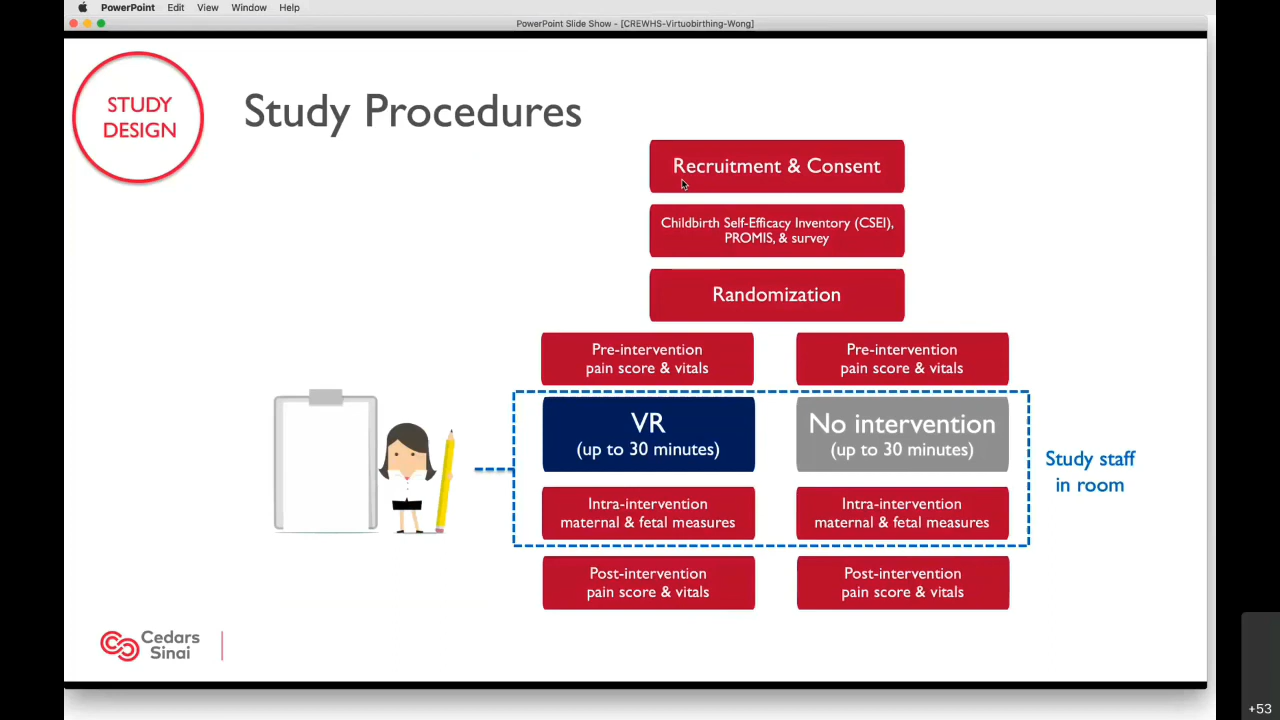 PowerPoint Edit View Window Help
PowerPoint Slide Show - [CREWHS-Virtuobirthing-Wong]
STUDY
DESIGN
Study Procedures
Recruitment & Consent
Childbirth Self-Efficacy Inventory (CSEI),
PROMIS, & survey
Randomization
Pre-intervention
pain score & vitals
Pre-intervention
pain score & vitals
VR
(up to 30 minutes)
No intervention
(up to 30 minutes)
Study staff
in room
Intra-intervention
maternal & fetal measures
Intra-intervention
maternal & fetal measures
Post-intervention
pain score & vitals
Post-intervention
pain score & vitals
Cedars
Sinai
+53